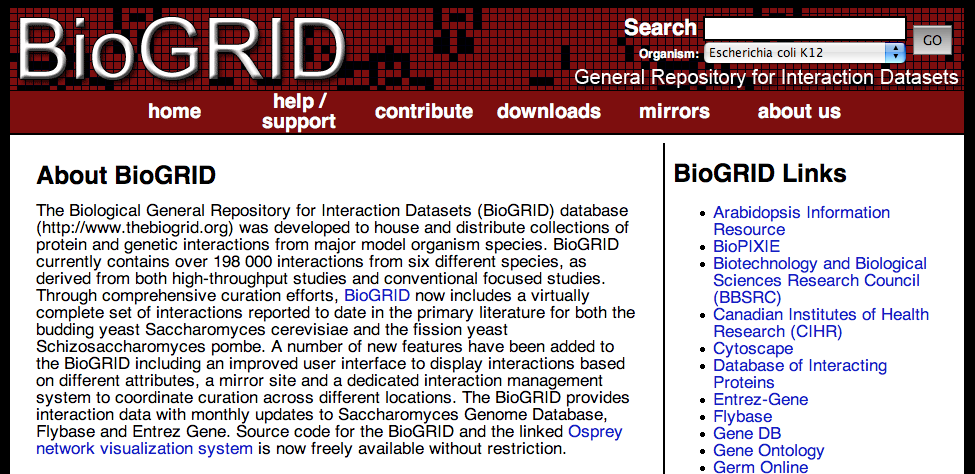 BioGRID
Search
GO
Organism: Escherichia coli K12
General Repository for Interaction Datasets
home
help /
support
contribute
downloads
mirrors
about us
About BioGRID
The Biological General Repository for Interaction Datasets (BioGRID) database
(http://www.thebiogrid.org) was developed to house and distribute collections of
protein and genetic interactions from major model organism species. BioGRID
currently contains over 198 000 interactions from six different species, as
derived from both high-throughput studies and conventional focused studies.
Through comprehensive curation efforts, BioGRID now includes a virtually
complete set of interactions reported to date in the primary literature for both the
budding yeast Saccharomyces cerevisiae and the fission yeast
Schizosaccharomyces pombe. A number of new features have been added to
the BioGRID including an improved user interface to display interactions based
on different attributes, a mirror site and a dedicated interaction management
system to coordinate curation across different locations. The BioGRID provides
interaction data with monthly updates to Saccharomyces Genome Database,
Flybase and Entrez Gene. Source code for the BioGRID and the linked Osprey
network visualization system is now freely available without restriction.
BioGRID Links
• Arabidopsis Information
Resource
• BioPIXIE
• Biotechnology and Biological
Sciences Research Council
(BBSRC)
• Canadian Institutes of Health
Research (CIHR)
• Cytoscape
• Database of Interacting
Proteins
• Entrez-Gene
• Flybase
• Gene DB
• Gene Ontology
• Germ Online